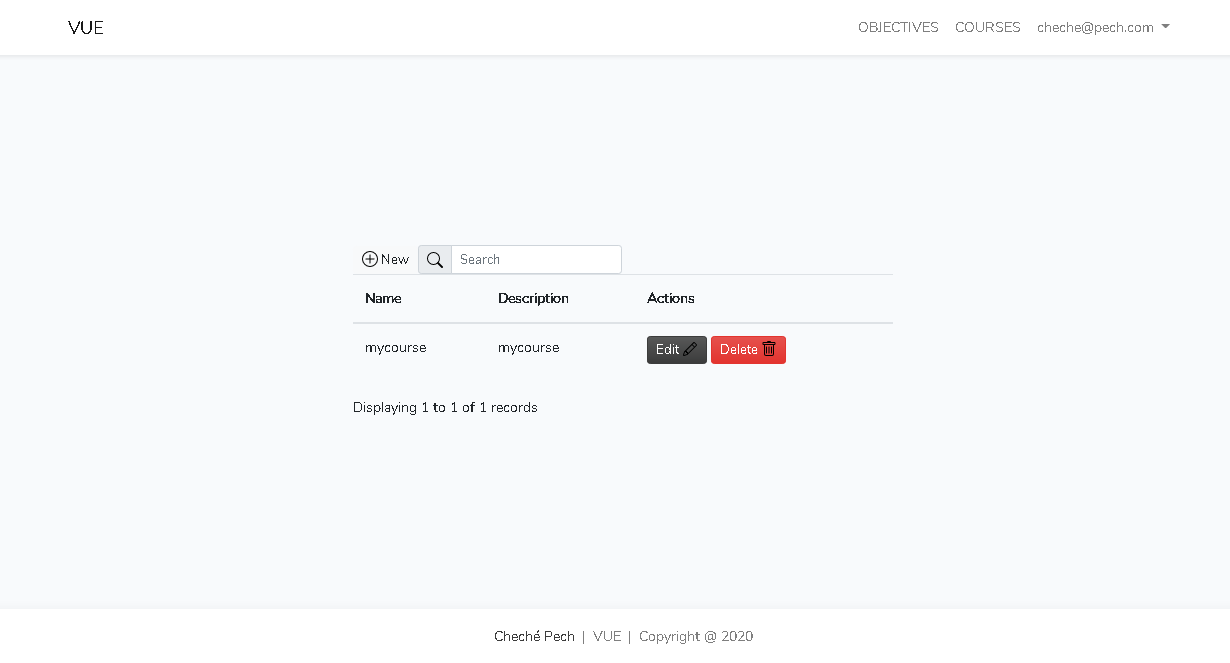 VUE OBJECTIVES COURSES cheche@pech.com
New Search
Name Description Actions
mycourse mycourse Edit Delete
Displaying 1 to 1 of 1 records
Cheché Pech | VUE | Copyright @ 2020